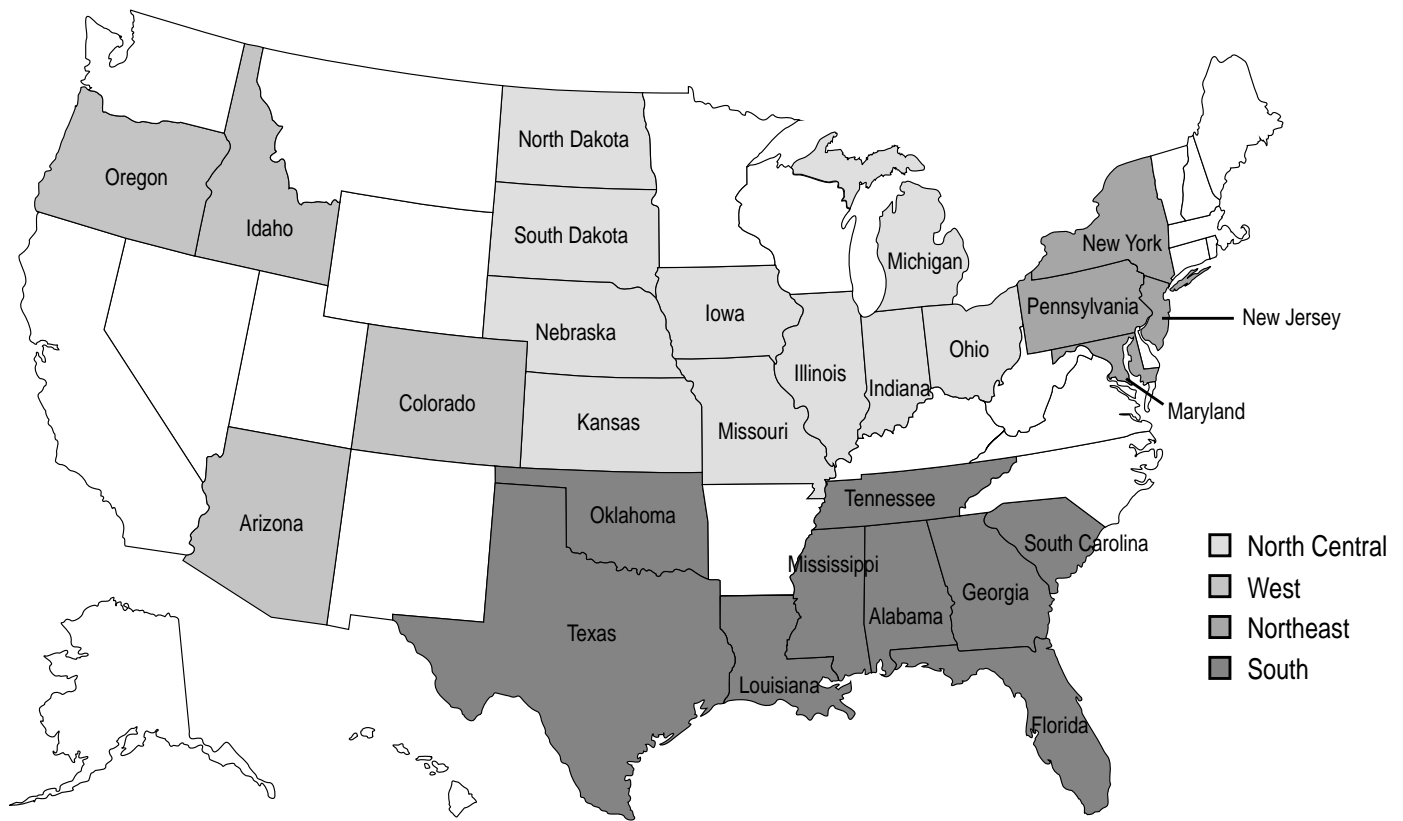 North Dakota
Oregon
Idaho
South Dakota
New York
Michigan
Pennsylvania
Iowa
New Jersey
Nebraska
Ohio
Illinois
Indiana
Colorado
Maryland
Kansas
Missouri
Tennessee
Oklahoma
Arizona
South Carolina
Mississippi
Georgia
Alabama
Texas
Louisiana
Florida
North Central
West
Northeast
South